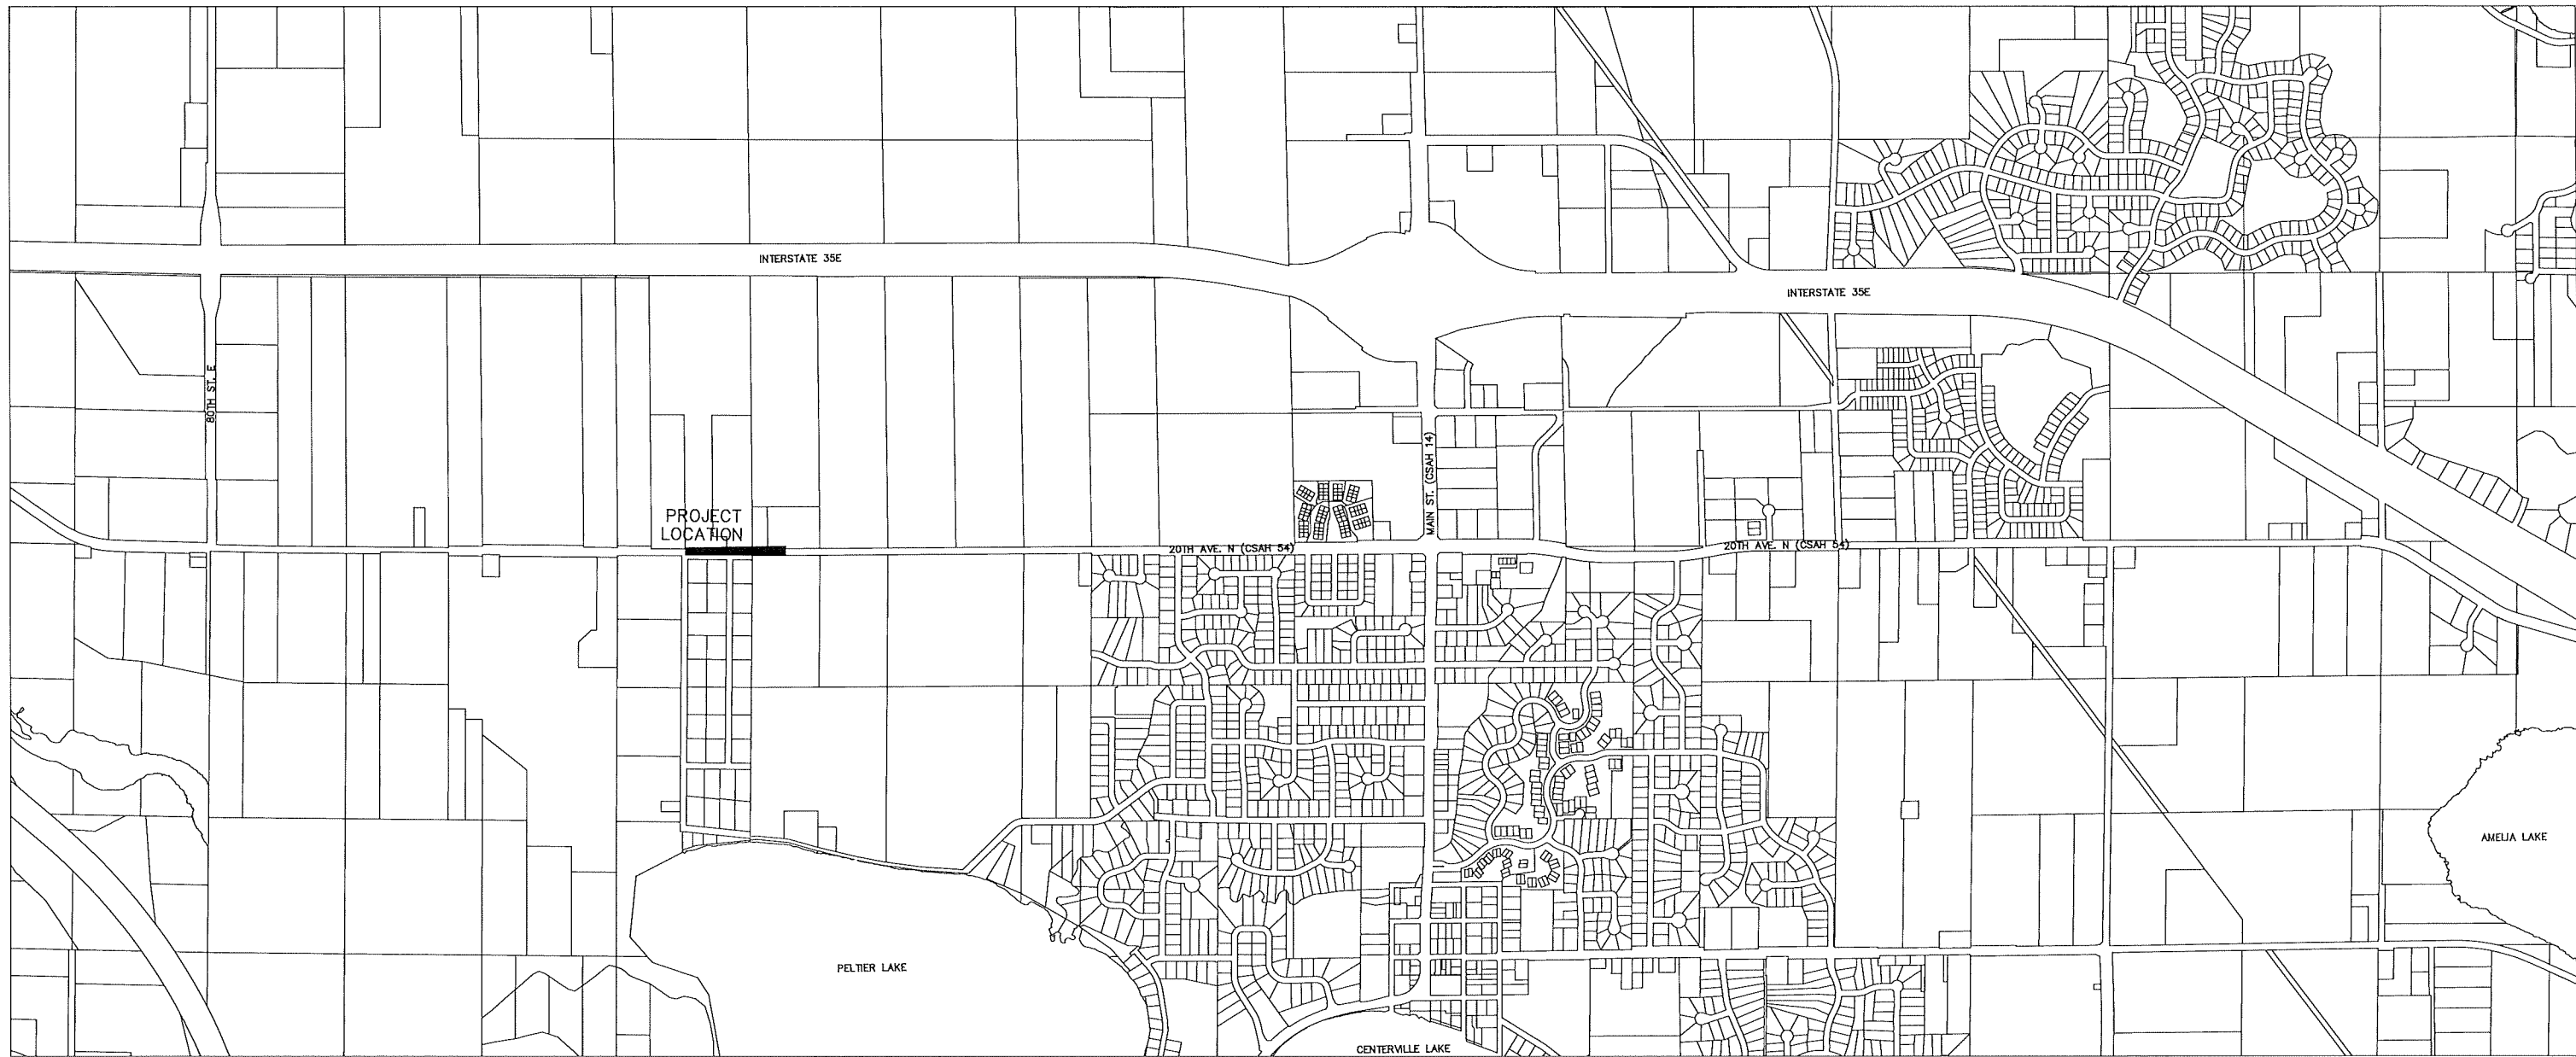 INTERSTATE 35E
INTERSTATE 35E
80TH ST. E
MAIN ST. (CSAH 14)
PROJECT
LOCATION
20TH AVE. N (CSAH 54)
20TH AVE. N (CSAH 54)
AMELIA LAKE
PELTIER LAKE
CENTERVILLE LAKE